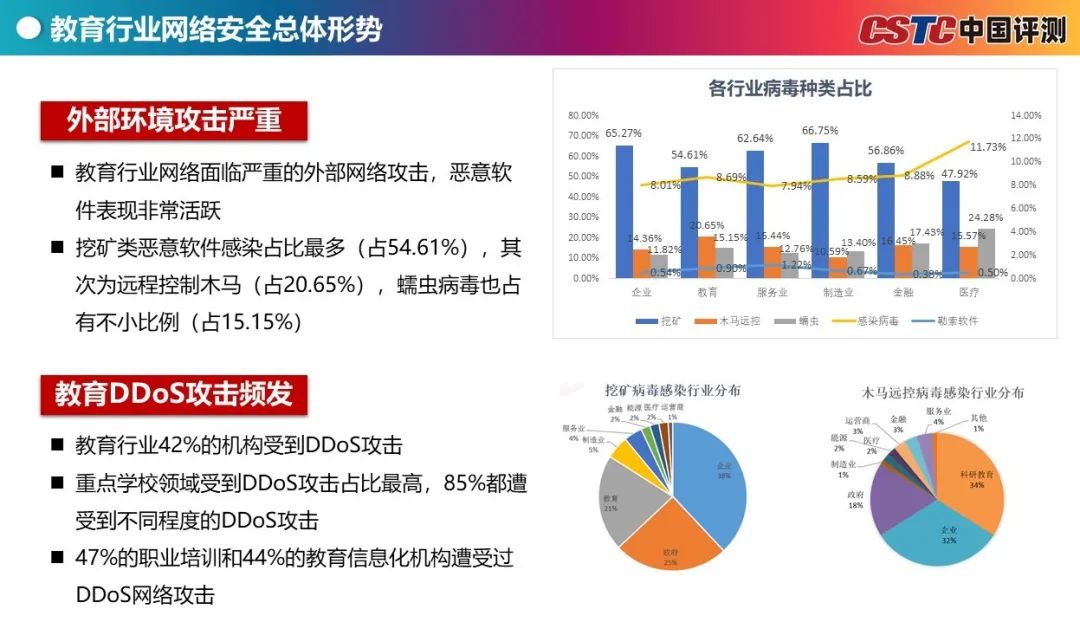 教育行业网络安全总体形势
CSTC中国评测
外部环境攻击严重
■ 教育行业网络面临严重的外部网络攻击，恶意软
件表现非常活跃
■ 挖矿类恶意软件感染占比最多（占54.61%），其
次为远程控制木马（占20.65%），蠕虫病毒也占
有不小比例（占15.15%）
教育DDoS攻击频发
■ 教育行业42%的机构受到DDoS攻击
■ 重点学校领域受到DDoS攻击占比最高，85%都遭
受到不同程度的DDoS攻击
■ 47%的职业培训和44%的教育信息化机构遭受过
DDoS网络攻击
各行业病毒种类占比
80.00%
70.00%
60.00%
50.00%
40.00%
30.00%
20.00%
10.00%
0.00%
14.00%
12.00%
10.00%
8.00%
6.00%
4.00%
2.00%
0.00%
65.27% 54.61% 62.64% 66.75% 56.86% 47.92%
14.36% 20.65% 15.44% 10.59% 16.45% 15.57%
11.82% 15.15% 12.76% 13.40% 17.43% 24.28%
8.01% 8.69% 7.94% 8.59% 8.88% 11.73%
0.54% 0.90% 1.22% 0.67% 0.38% 0.50%
企业 教育 服务业 制造业 金融 医疗
挖矿 木马远控 蠕虫 感染病毒 勒索软件
挖矿病毒感染行业分布
金融 能源 医疗 运营商
2% 2% 2% 1%
服务业
4%
制造业
5%
教育
21%
企业
38%
政府
25%
木马远控病毒感染行业分布
服务业
4%
其他
1%
金融
3%
运营商
3%
能源
2%
医疗
2%
制造业
1%
政府
18%
科研教育
34%
企业
32%